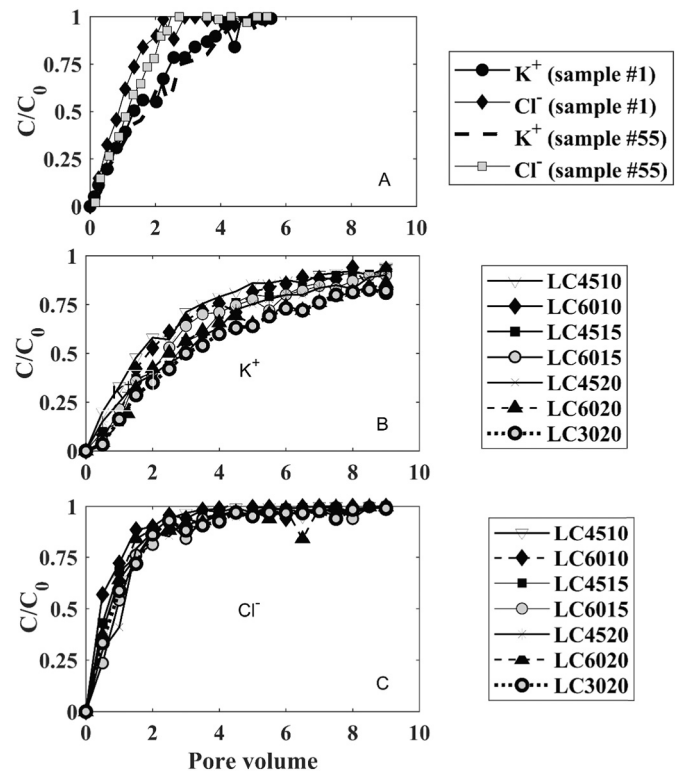 1
0.75
0.5
0.25
0
C/C0
0 2 4 6 8 10
A
K+ (sample #1)
Cl- (sample #1)
K+ (sample #55)
Cl- (sample #55)
1
0.75
0.5
0.25
0
C/C0
0 2 4 6 8 10
K+
B
LC4510
LC6010
LC4515
LC6015
LC4520
LC6020
LC3020
1
0.75
0.5
0.25
0
C/C0
0 2 4 6 8 10
Pore volume
Cl-
C
LC4510
LC6010
LC4515
LC6015
LC4520
LC6020
LC3020